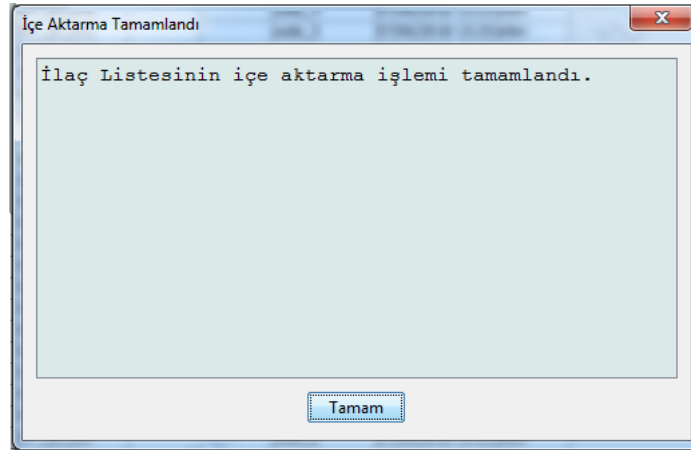 İçe Aktarma Tamamlandı
İlaç Listesinin içe aktarma işlemi tamamlandı.
Tamam